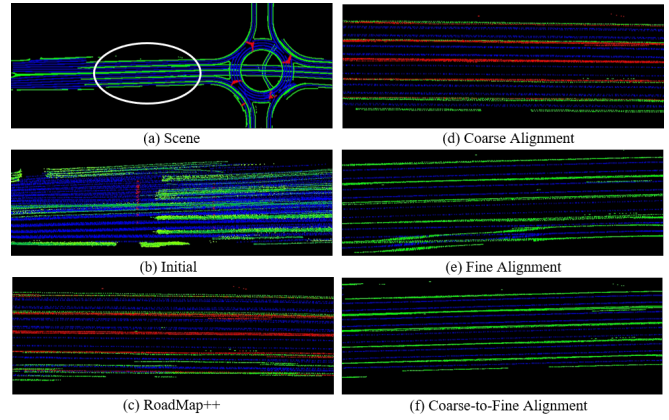 (a) Scene
(b) Initial
(c) RoadMap++
(d) Coarse Alignment
(e) Fine Alignment
(f) Coarse-to-Fine Alignment